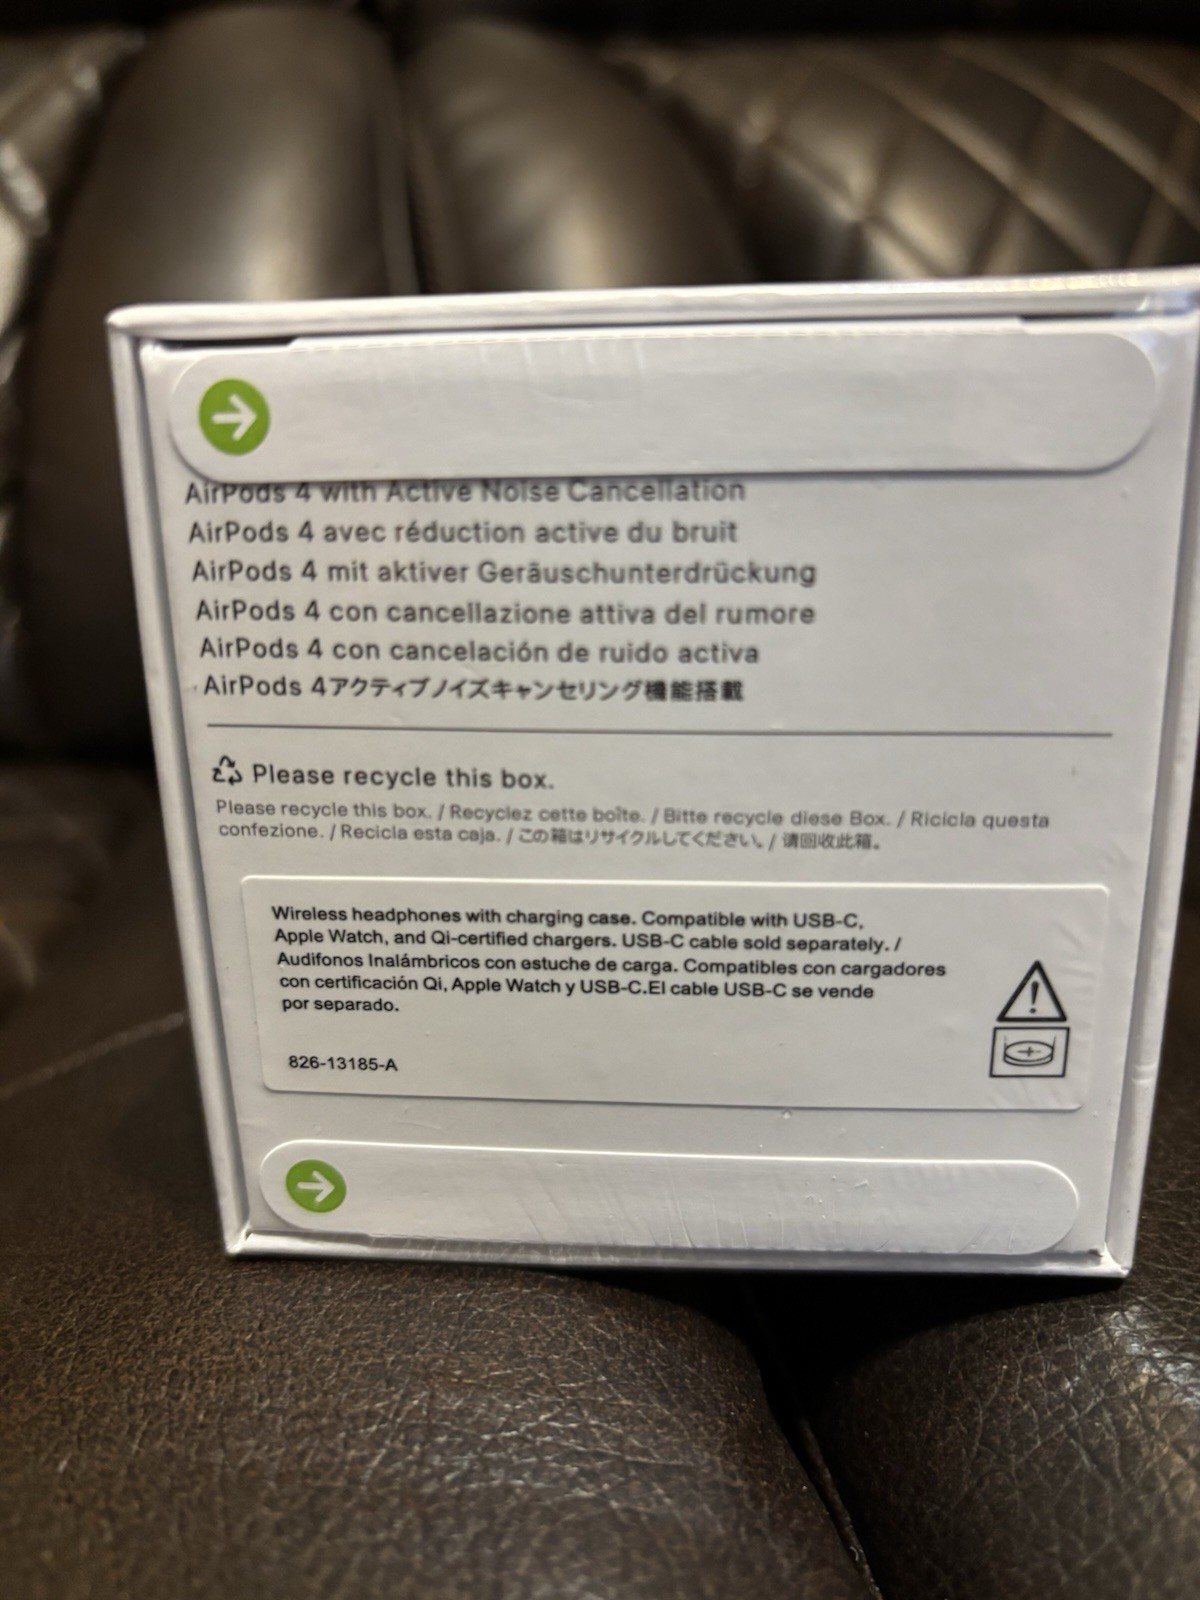 AirPods 4 with Active Noise Cancellation
AirPods 4 avec réduction active du bruit
AirPods 4 mit aktiver Geräuschunterdrückung
AirPods 4 con cancellazione attiva del rumore
AirPods 4 con cancelación de ruido activa
AirPods 4アクティブノイズキャンセリング機能搭載
Please recycle this box.
Please recycle this box. / Recyclez cette boîte. / Bitte recycle diese Box. / Ricicla questa
confezione. / Recicla esta caja. / この箱はリサイクルしてください。/ 请回收此箱。
Wireless headphones with charging case. Compatible with USB-C,
Apple Watch, and Qi-certified chargers. USB-C cable sold separately. /
Audifonos Inalámbricos con estuche de carga. Compatibles con cargadores
con certificación Qi, Apple Watch y USB-C.El cable USB-C se vende
por separado.
826-13185-A